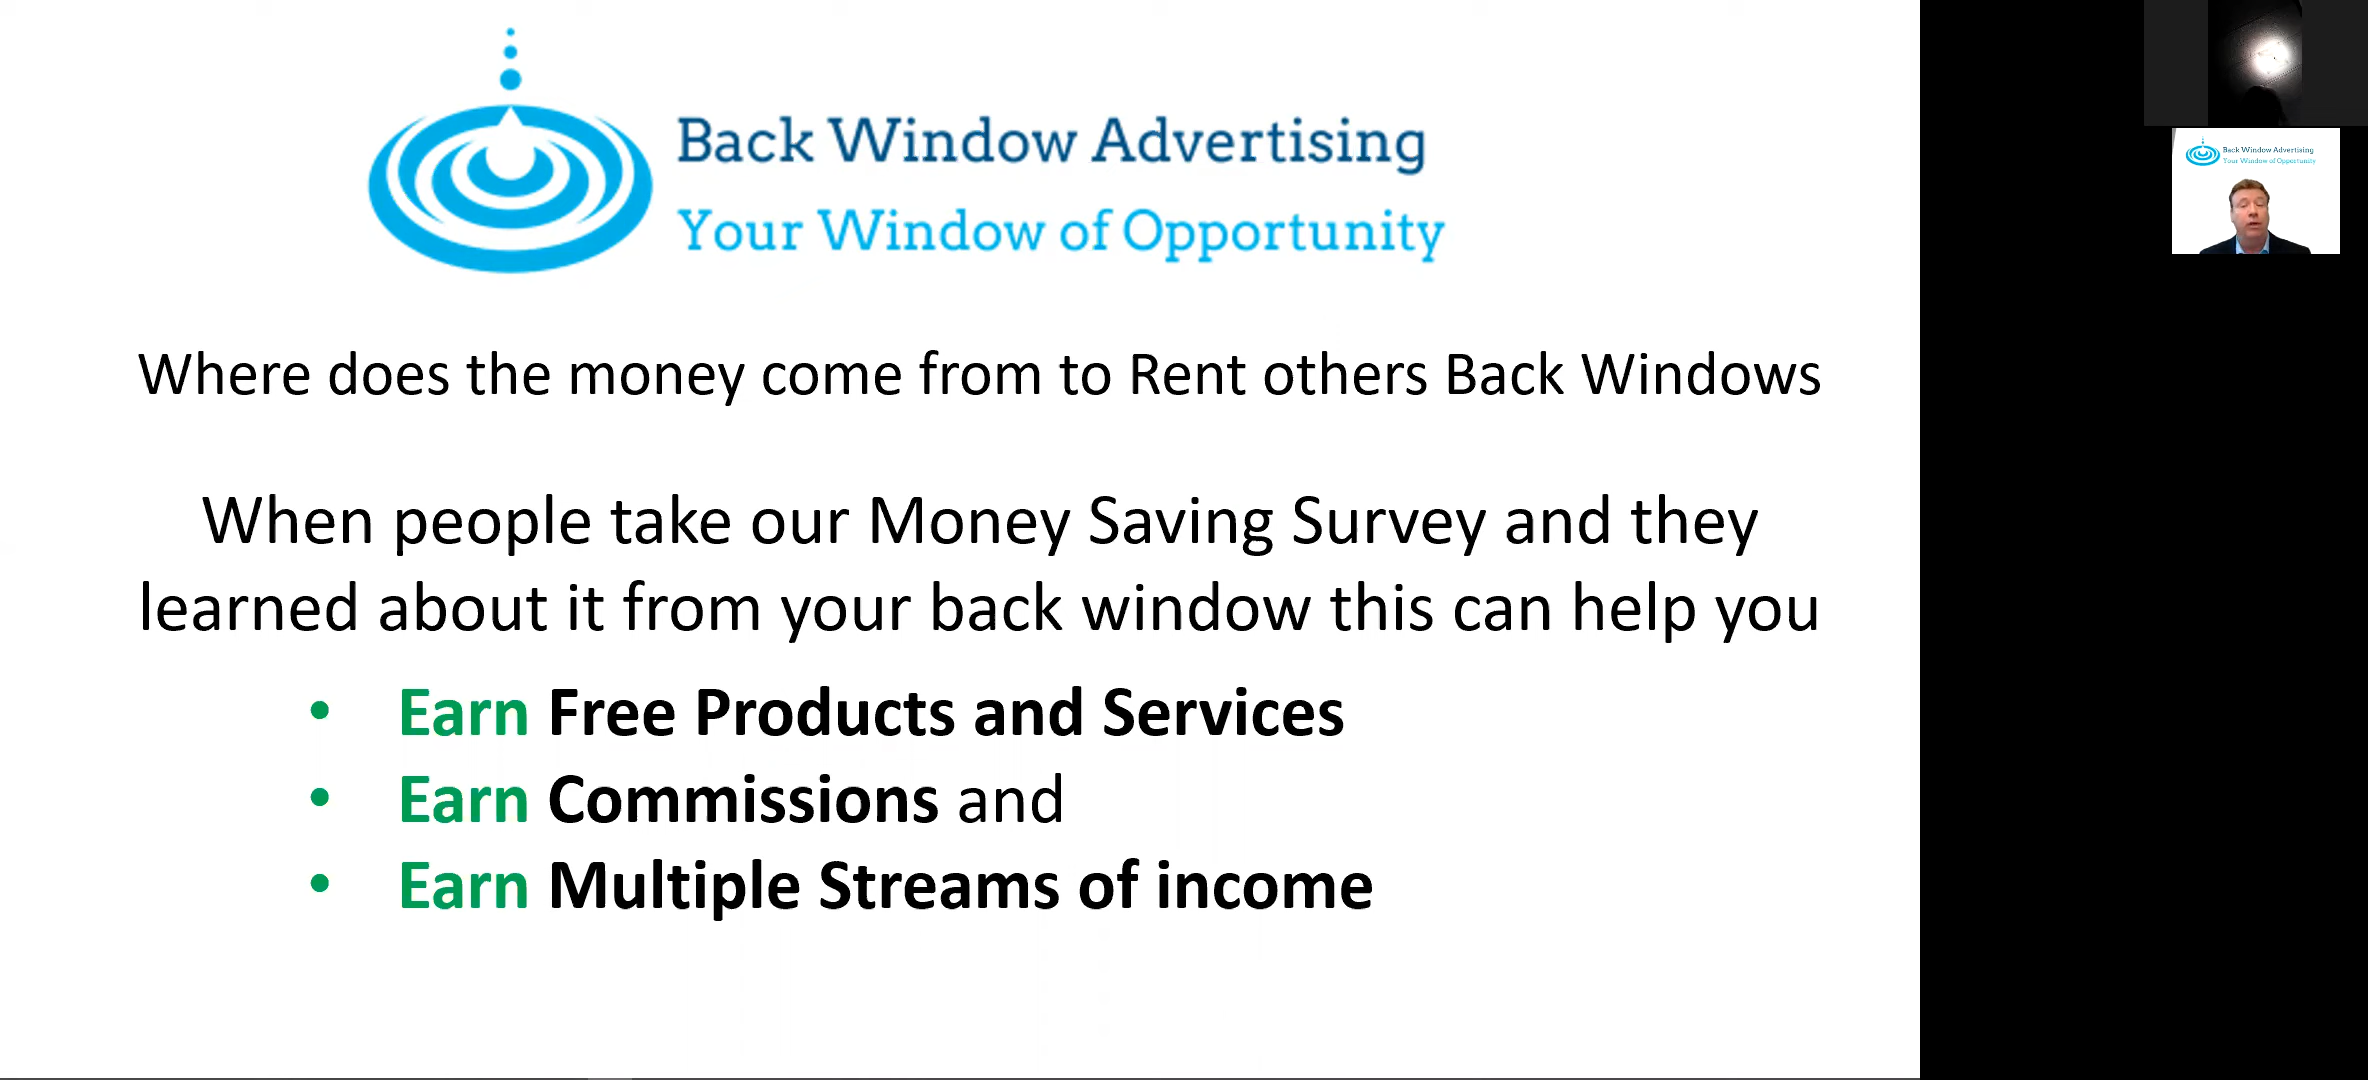 Back Window Advertising
Your Window of Opportunity
Where does the money come from to Rent others Back Windows
When people take our Money Saving Survey and they
learned about it from your back window this can help you
• Earn Free Products and Services
• Earn Commissions and
• Earn Multiple Streams of income
Back Window Advertising
Your Window of Opportunity